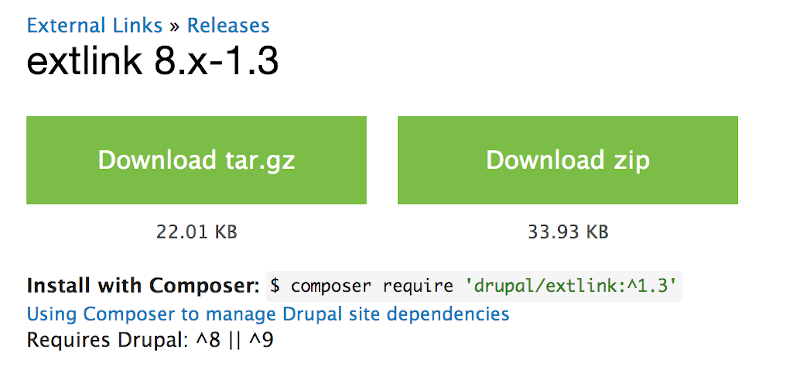 External Links » Releases
extlink 8.x-1.3
Download tar.gz
Download zip
22.01 KB
33.93 KB
Install with Composer: $ composer require 'drupal/extlink:^1.3'
Using Composer to manage Drupal site dependencies
Requires Drupal: ^8 || ^9